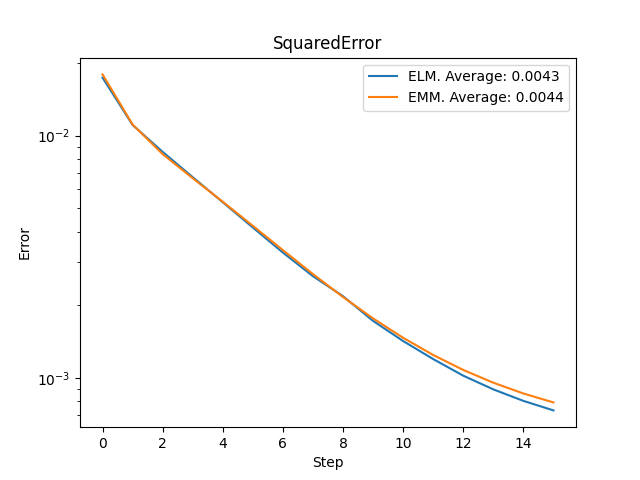 SquaredError
ELM. Average: 0.0043
EMM. Average: 0.0044
10⁻²
10⁻³
Error
0 2 4 6 8 10 12 14
Step